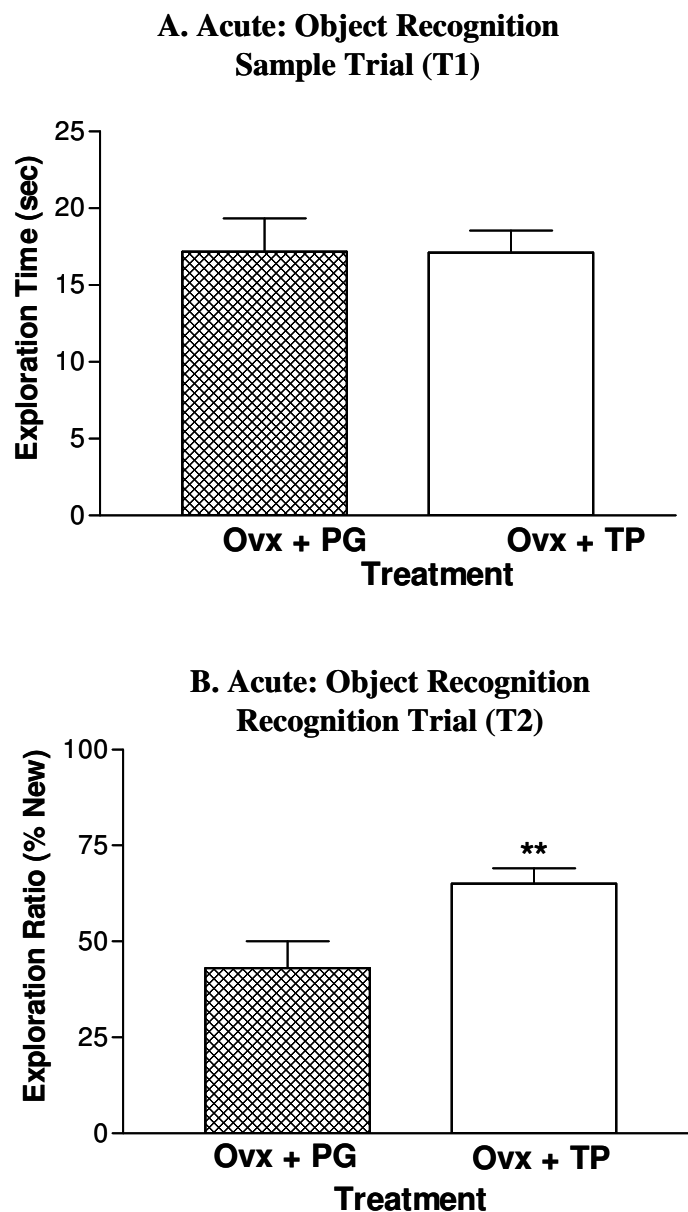 A. Acute: Object Recognition
Sample Trial (T1)
25
20
15
10
5
0
Exploration Time (sec)
Ovx + PG
Ovx + TP
Treatment
B. Acute: Object Recognition
Recognition Trial (T2)
100
75
50
25
0
Exploration Ratio (% New)
**
Ovx + PG
Ovx + TP
Treatment